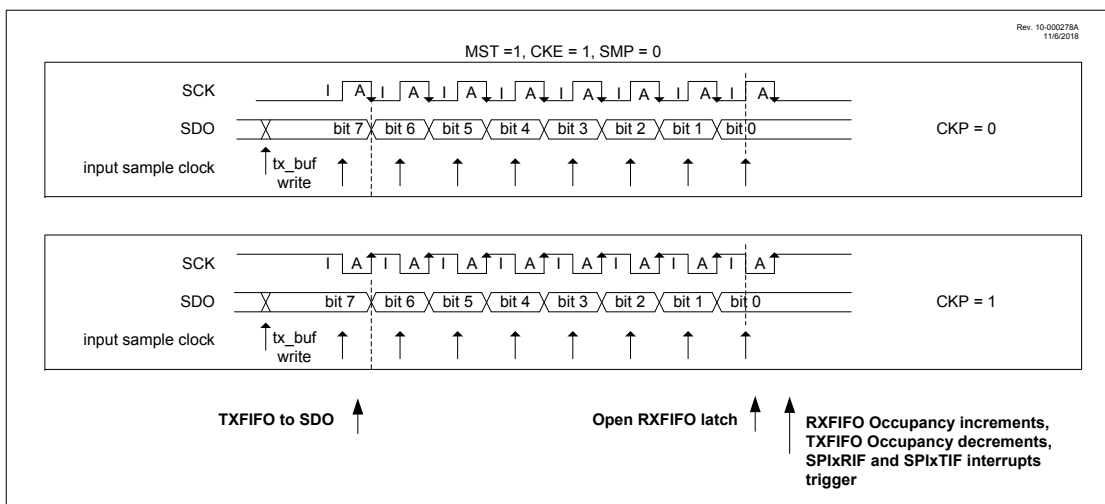 Rev. 10-000278A
11/6/2018
MST =1, CKE = 1, SMP = 0
SCK I A I A I A I A I A I A I A I A
SDO bit 7 bit 6 bit 5 bit 4 bit 3 bit 2 bit 1 bit 0 CKP = 0
input sample clock tx_buf
write
SCK I A I A I A I A I A I A I A I A
SDO bit 7 bit 6 bit 5 bit 4 bit 3 bit 2 bit 1 bit 0 CKP = 1
input sample clock tx_buf
write
TXFIFO to SDO
Open RXFIFO latch
RXFIFO Occupancy increments,
TXFIFO Occupancy decrements,
SPIxRIF and SPIxTIF interrupts
trigger